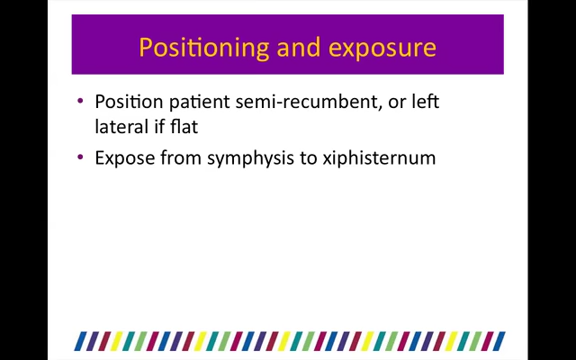 Positioning and exposure
• Position patient semi-recumbent, or left
lateral if flat
• Expose from symphysis to xiphisternum